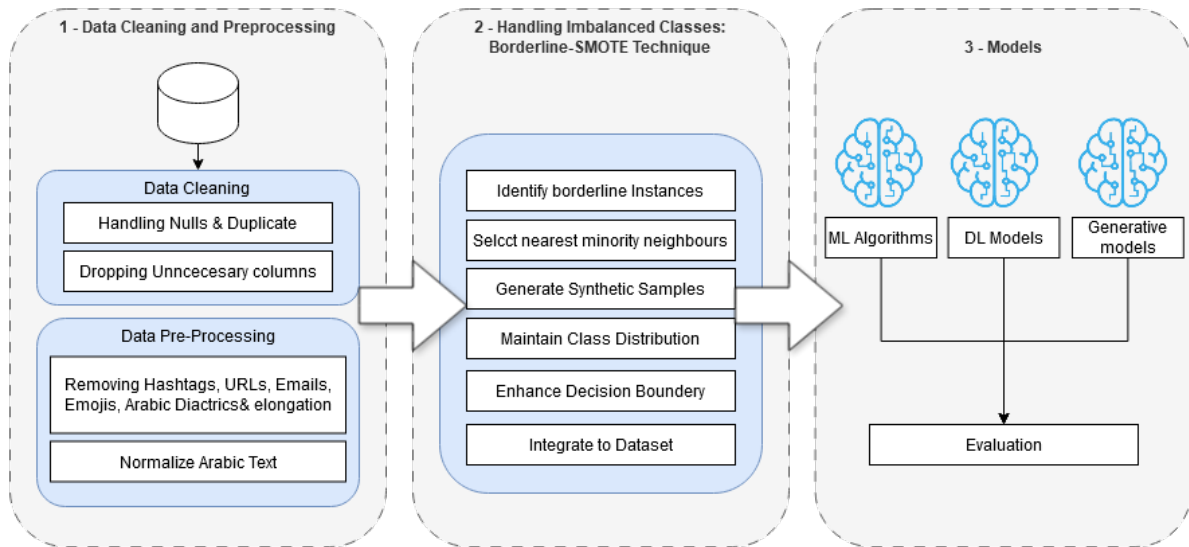 1 - Data Cleaning and Preprocessing
Data Cleaning
Handling Nulls & Duplicate
Dropping Unncecesary columns
Data Pre-Processing
Removing Hashtags, URLs, Emails,
Emojis, Arabic Diactrics& elongation
Normalize Arabic Text
2 - Handling Imbalanced Classes:
Borderline-SMOTE Technique
Identify borderline Instances
Selcct nearest minority neighbours
Generate Synthetic Samples
Maintain Class Distribution
Enhance Decision Boundery
Integrate to Dataset
3 - Models
ML Algorithms
DL Models
Generative
models
Evaluation